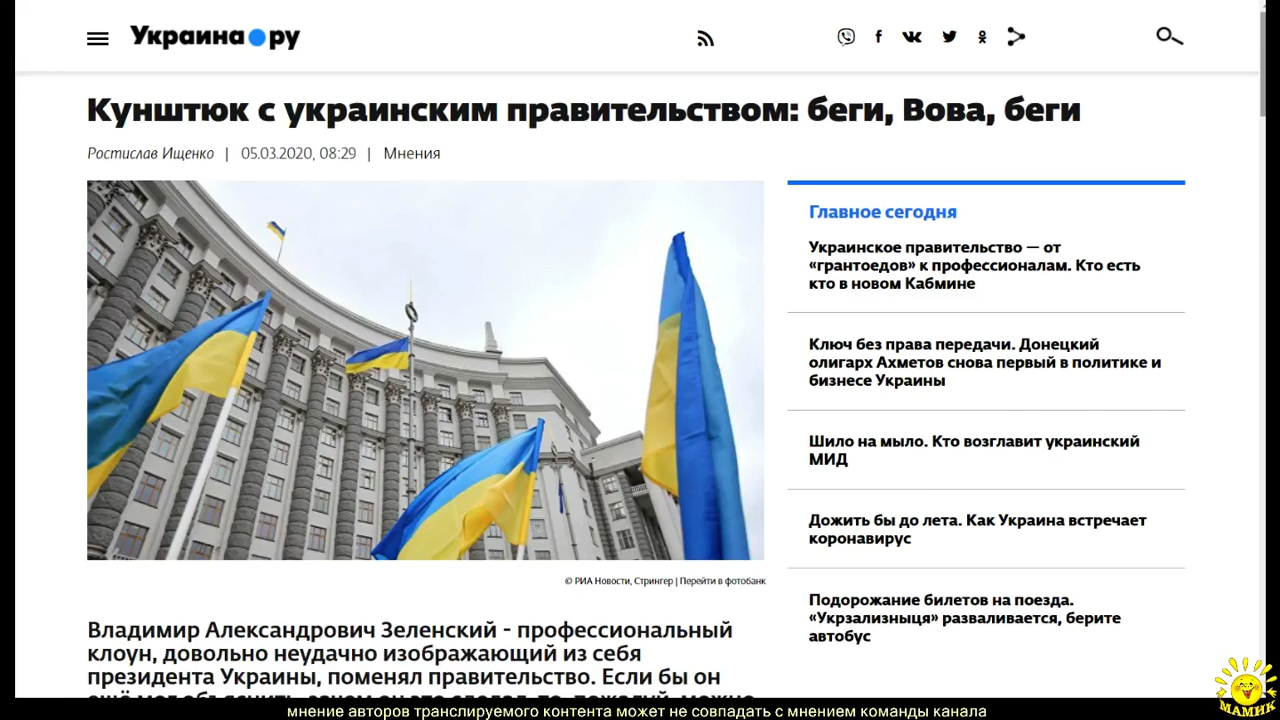 Украина ру
Кунштюк с украинским правительством: беги, Вова, беги
Ростислав Ищенко | 05.03.2020, 08:29 | Мнения
© РИА Новости, Стрингер | Перейти в фотобанк
Владимир Александрович Зеленский - профессиональный
клоун, довольно неудачно изображающий из себя
президента Украины, поменял правительство. Если бы он
Главное сегодня
Украинское правительство — от
«грантоедов» к профессионалам. Кто есть
кто в новом Кабмине
Ключ без права передачи. Донецкий
олигарх Ахметов снова первый в политике и
бизнесе Украины
Шило на мыло. Кто возглавит украинский
МИД
Дожить бы до лета. Как Украина встречает
коронавирус
Подорожание билетов на поезда.
«Укрзализныця» разваливается, берите
автобус
МАМИК
мнение авторов транслируемого контента может не совпадать с мнением команды канала